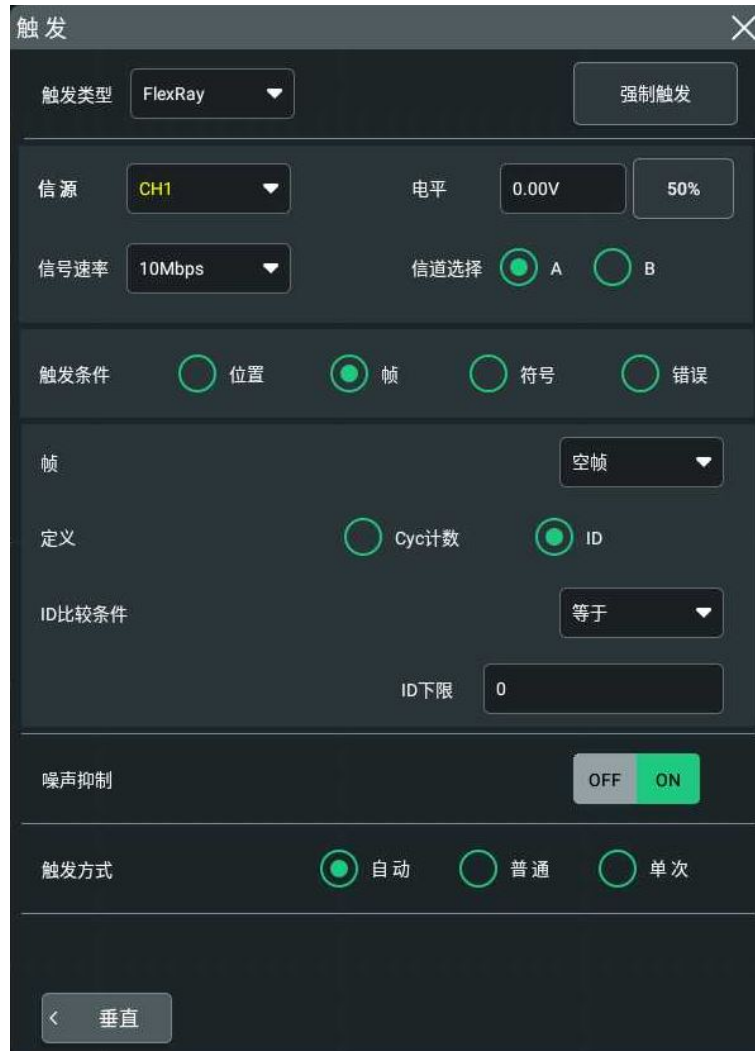 触发
触发类型 FlexRay 强制触发
信源 CH1 电平 0.00V 50%
信号速率 10Mbps 信道选择 A B
触发条件 位置 帧 符号 错误
帧 空帧
定义 Cyc计数 ID
ID比较条件 等于
ID下限 0
噪声抑制 OFF ON
触发方式 自动 普通 单次
垂直